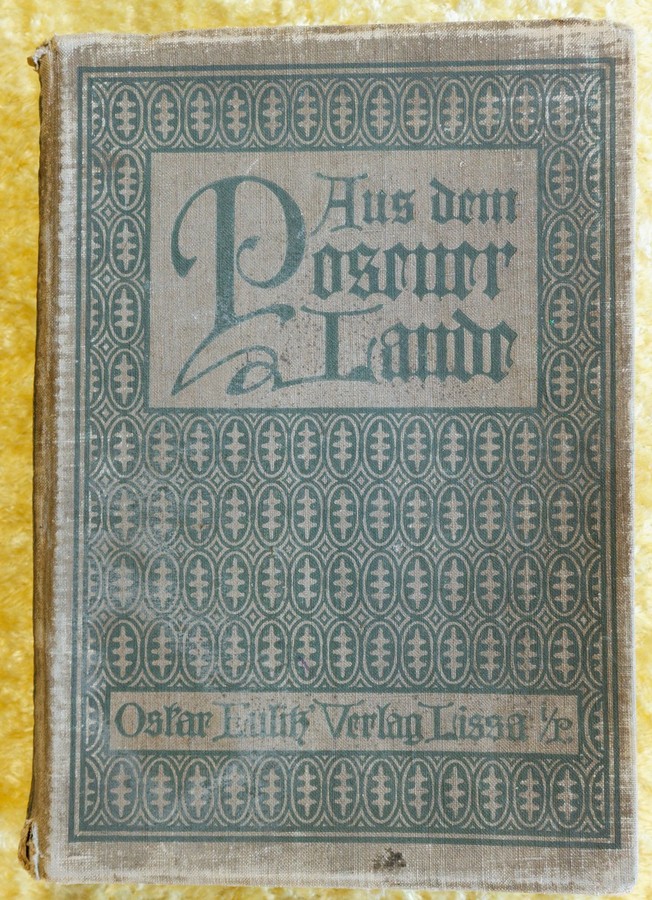 Aus dem
Posener
Lande
Oskar Eulitz' Verlag Lissa i/P.